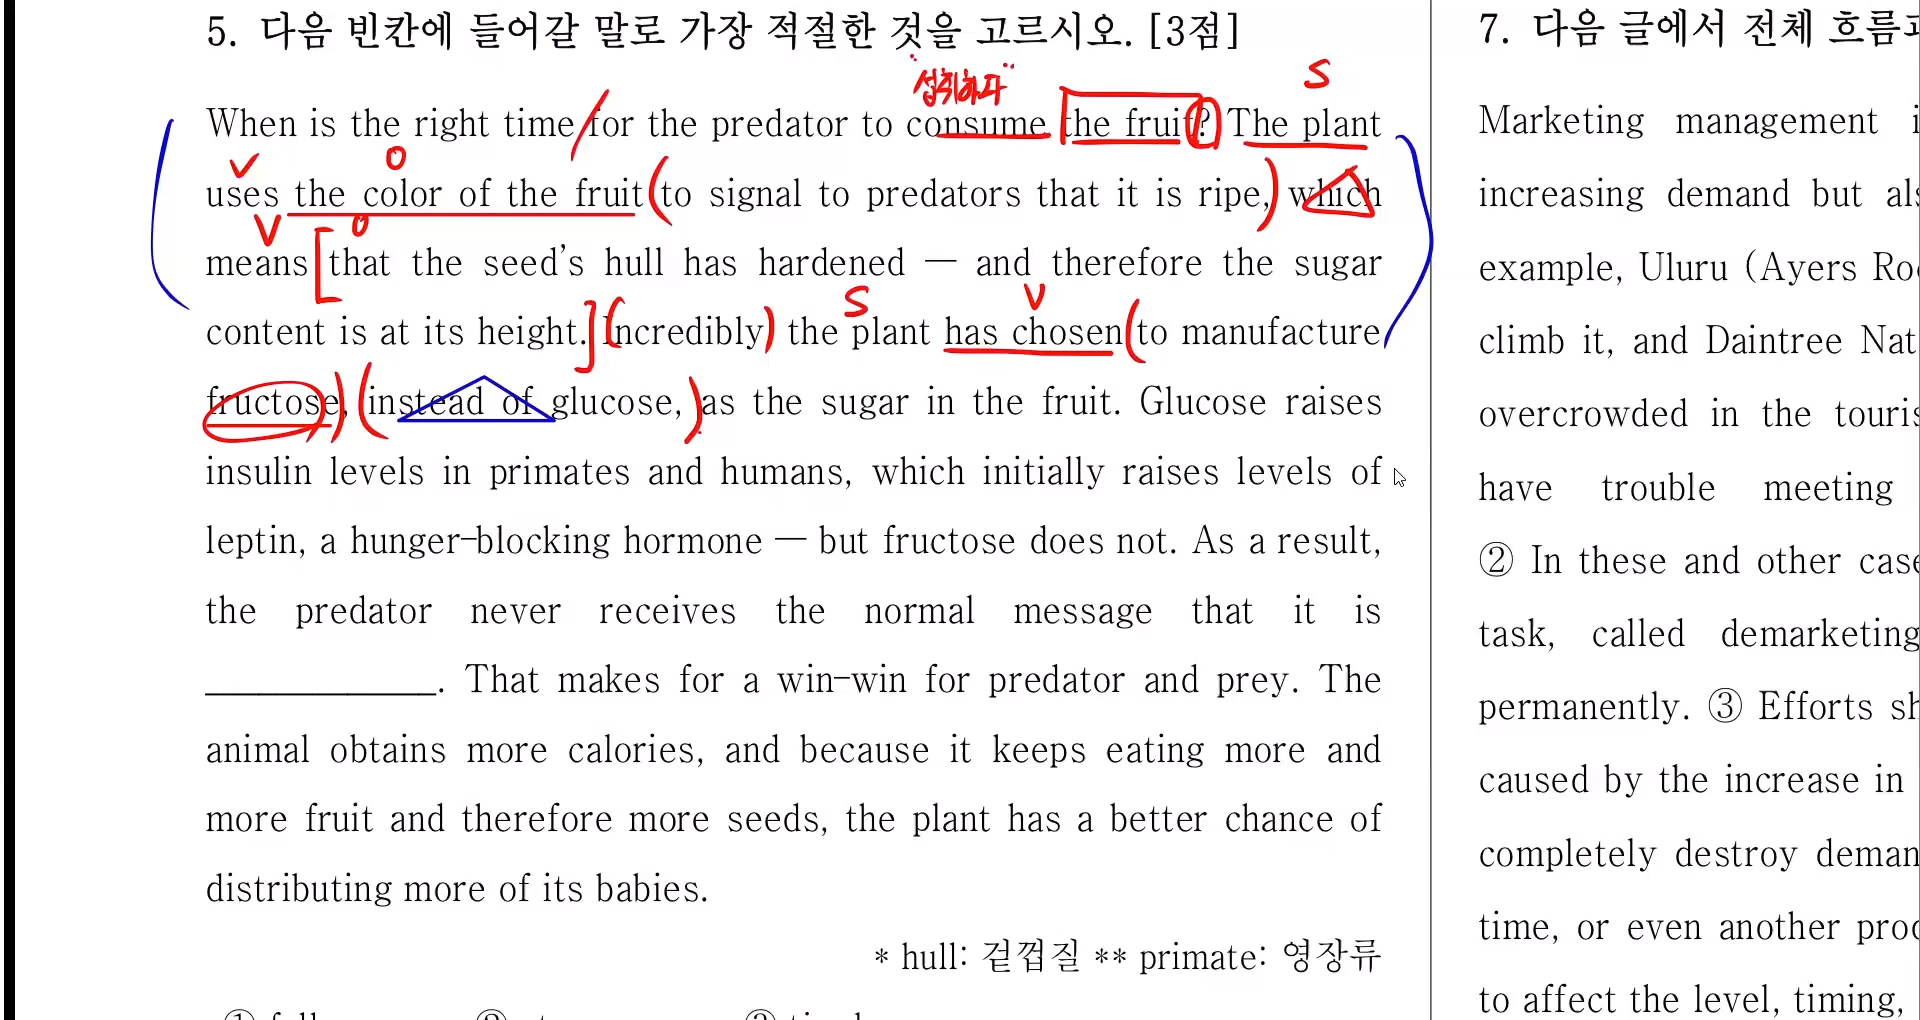 5. 다음 빈칸에 들어갈 말로 가장 적절한 것을 고르시오. [3점]
"섭취하다"
S
When is the right time for the predator to consume the fruit? The plant
V O
uses the color of the fruit to signal to predators that it is ripe, which
V O
means that the seed's hull has hardened — and therefore the sugar
S V
content is at its height. Incredibly, the plant has chosen to manufacture
fructose, instead of glucose, as the sugar in the fruit. Glucose raises
insulin levels in primates and humans, which initially raises levels of
leptin, a hunger-blocking hormone — but fructose does not. As a result,
the predator never receives the normal message that it is
____________. That makes for a win-win for predator and prey. The
animal obtains more calories, and because it keeps eating more and
more fruit and therefore more seeds, the plant has a better chance of
distributing more of its babies.
* hull: 겉껍질 ** primate: 영장류
① ② ③
7. 다음 글에서 전체 흐름과
Marketing management
increasing demand but
example, Uluru (Ayers
climb it, and Daintree
overcrowded in the
have trouble meeting
② In these and other
task, called demarketing
permanently. ③ Efforts
caused by the increase in
completely destroy
time, or even another
to affect the level, timing,